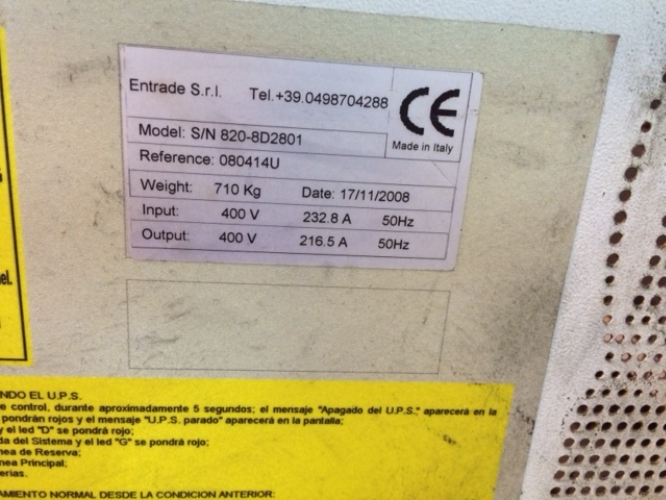 Entrade S.r.l. Tel.+39.0498704288
CE
Made in Italy
Model: S/N 820-8D2801
Reference: 080414U
Weight: 710 Kg Date: 17/11/2008
Input: 400 V 232.8 A 50Hz
Output: 400 V 216.5 A 50Hz
NDO EL U.P.S.
e control, durante aproximadamente 5 segundos; el mensaje "Apagado del U.P.S." aparecerá en la
pondrán rojos y el mensaje "U.P.S. parado" aparecerá en la pantalla;
y el led "D" se pondrá rojo;
da del Sistema y el led "G" se pondrá rojo;
nea de Reserva;
nea Principal;
erias.
AMIENTO NORMAL DESDE LA CONDICION ANTERIOR: